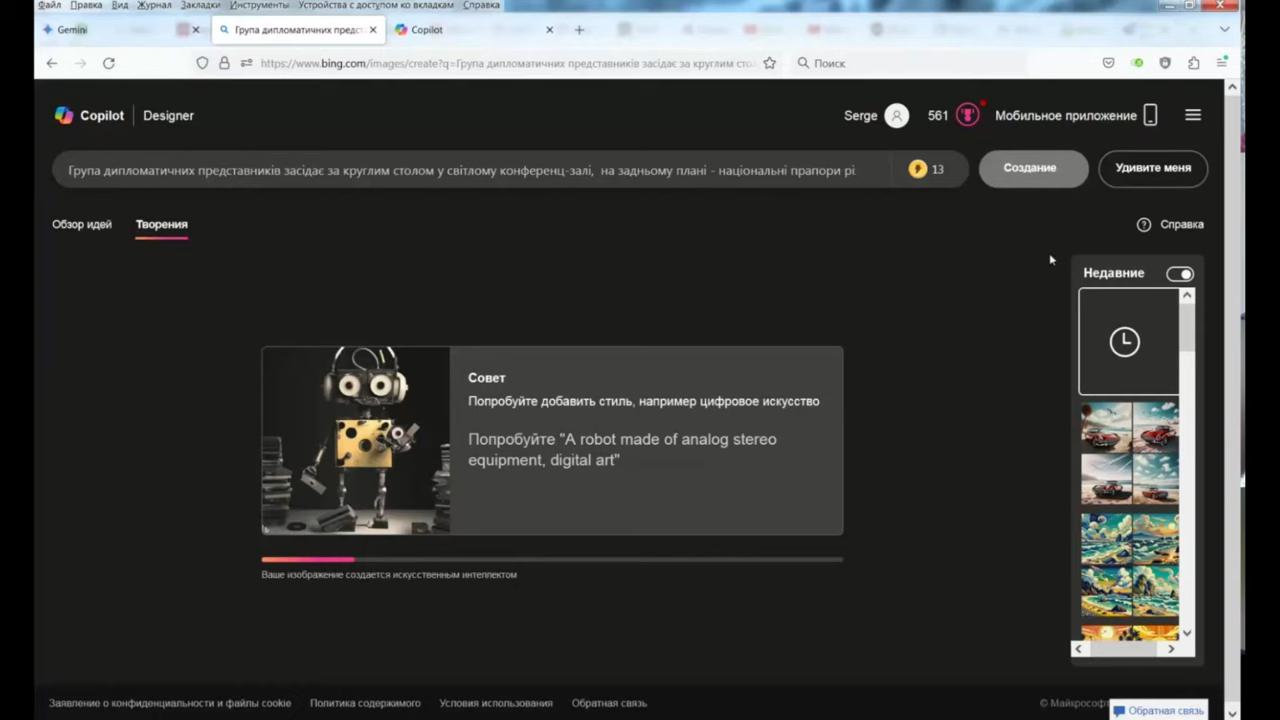 Файл Правка Вид Журнал Закладки Инструменты Устройства с доступом ко вкладкам Справка
Gemini
Група дипломатичних предст
Copilot
https://www.bing.com/images/create?q=Група дипломатичних представників засідає за круглим сто
Поиск
Copilot Designer
Serge 561 Мобильное приложение
Група дипломатичних представників засідає за круглим столом у світлому конференц-залі, на задньому плані - національні прапори рі.
13
Создание
Удивите меня
Обзор идей Творения
Справка
Недавние
Совет
Попробуйте добавить стиль, например цифровое искусство
Попробуйте "A robot made of analog stereo
equipment, digital art"
Ваше изображение создается искусственным интеллектом
Заявление о конфиденциальности и файлы cookie Политика содержимого Условия использования Обратная связь
© Майкрософт
Обратная связь